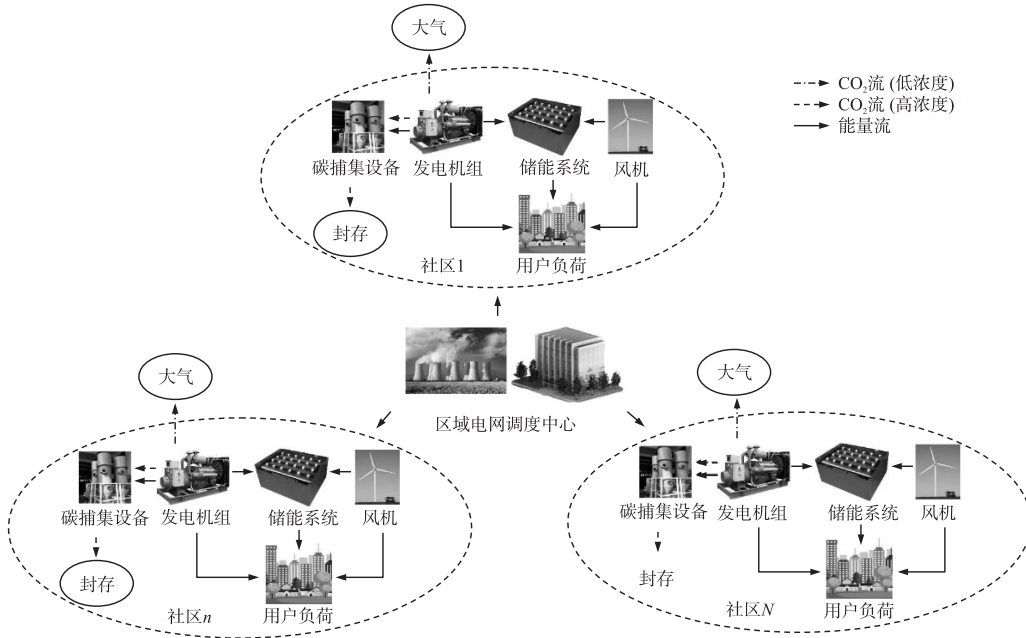 大气
CO₂流 (低浓度)
CO₂流 (高浓度)
能量流
碳捕集设备
发电机组
储能系统
风机
封存
社区1
用户负荷
区域电网调度中心
大气
碳捕集设备
发电机组
储能系统
风机
封存
社区n
用户负荷
大气
碳捕集设备
发电机组
储能系统
风机
封存
社区N
用户负荷